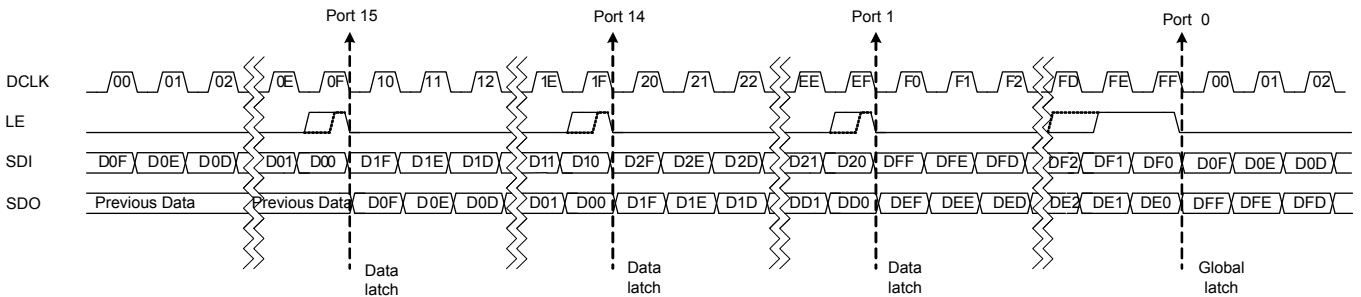 Port 15 Port 14 Port 1 Port 0
DCLK 00 01 02 0E 0F 10 11 12 1E 1F 20 21 22 EE EF F0 F1 F2 FD FE FF 00 01 02
LE
SDI D0F D0E D0D D01 D00 D1F D1E D1D D11 D10 D2F D2E D2D D21 D20 DFF DFE DFD DF2 DF1 DF0 D0F D0E D0D
SDO Previous Data Previous Data D0F D0E D0D D01 D00 D1F D1E D1D DD1 DD0 DEF DEE DED DE2 DE1 DE0 DFF DFE DFD
Data Data Data Global
latch latch latch latch